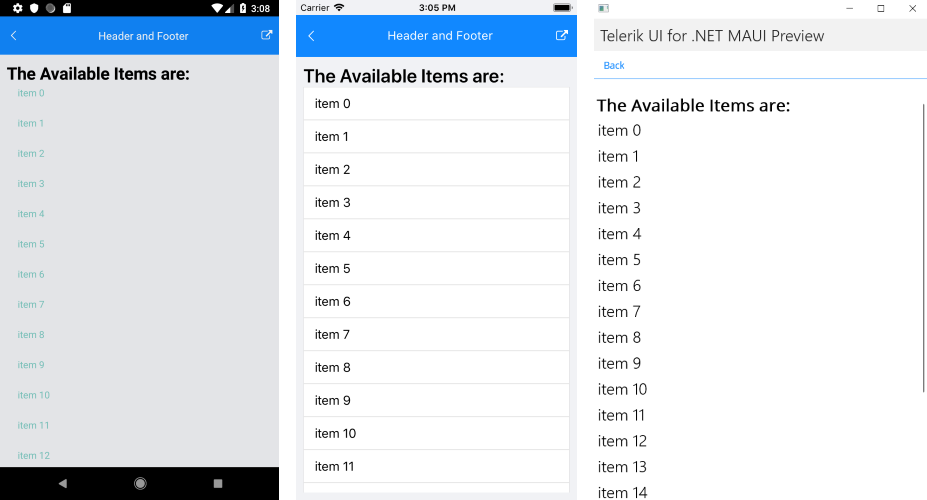 3:08
Header and Footer
The Available Items are:
item 0
item 1
item 2
item 3
item 4
item 5
item 6
item 7
item 8
item 9
item 10
item 11
item 12
Carrier 3:05 PM
Header and Footer
The Available Items are:
item 0
item 1
item 2
item 3
item 4
item 5
item 6
item 7
item 8
item 9
item 10
item 11
Telerik UI for .NET MAUI Preview
Back
The Available Items are:
item 0
item 1
item 2
item 3
item 4
item 5
item 6
item 7
item 8
item 9
item 10
item 11
item 12
item 13
item 14